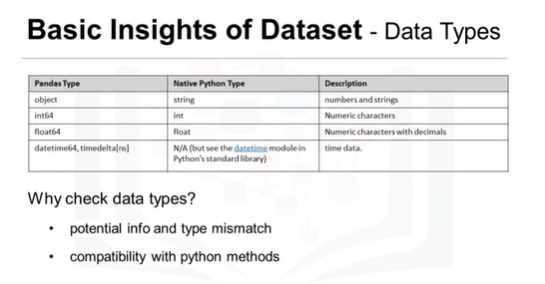 Basic Insights of Dataset - Data Types
Pandas Type Native Python Type Description
object string numbers and strings
int64 int Numeric characters
float64 float Numeric characters with decimals
datetime64, timedelta[ns] N/A (but see the datetime module in time data.
Python's standard library)
Why check data types?
• potential info and type mismatch
• compatibility with python methods